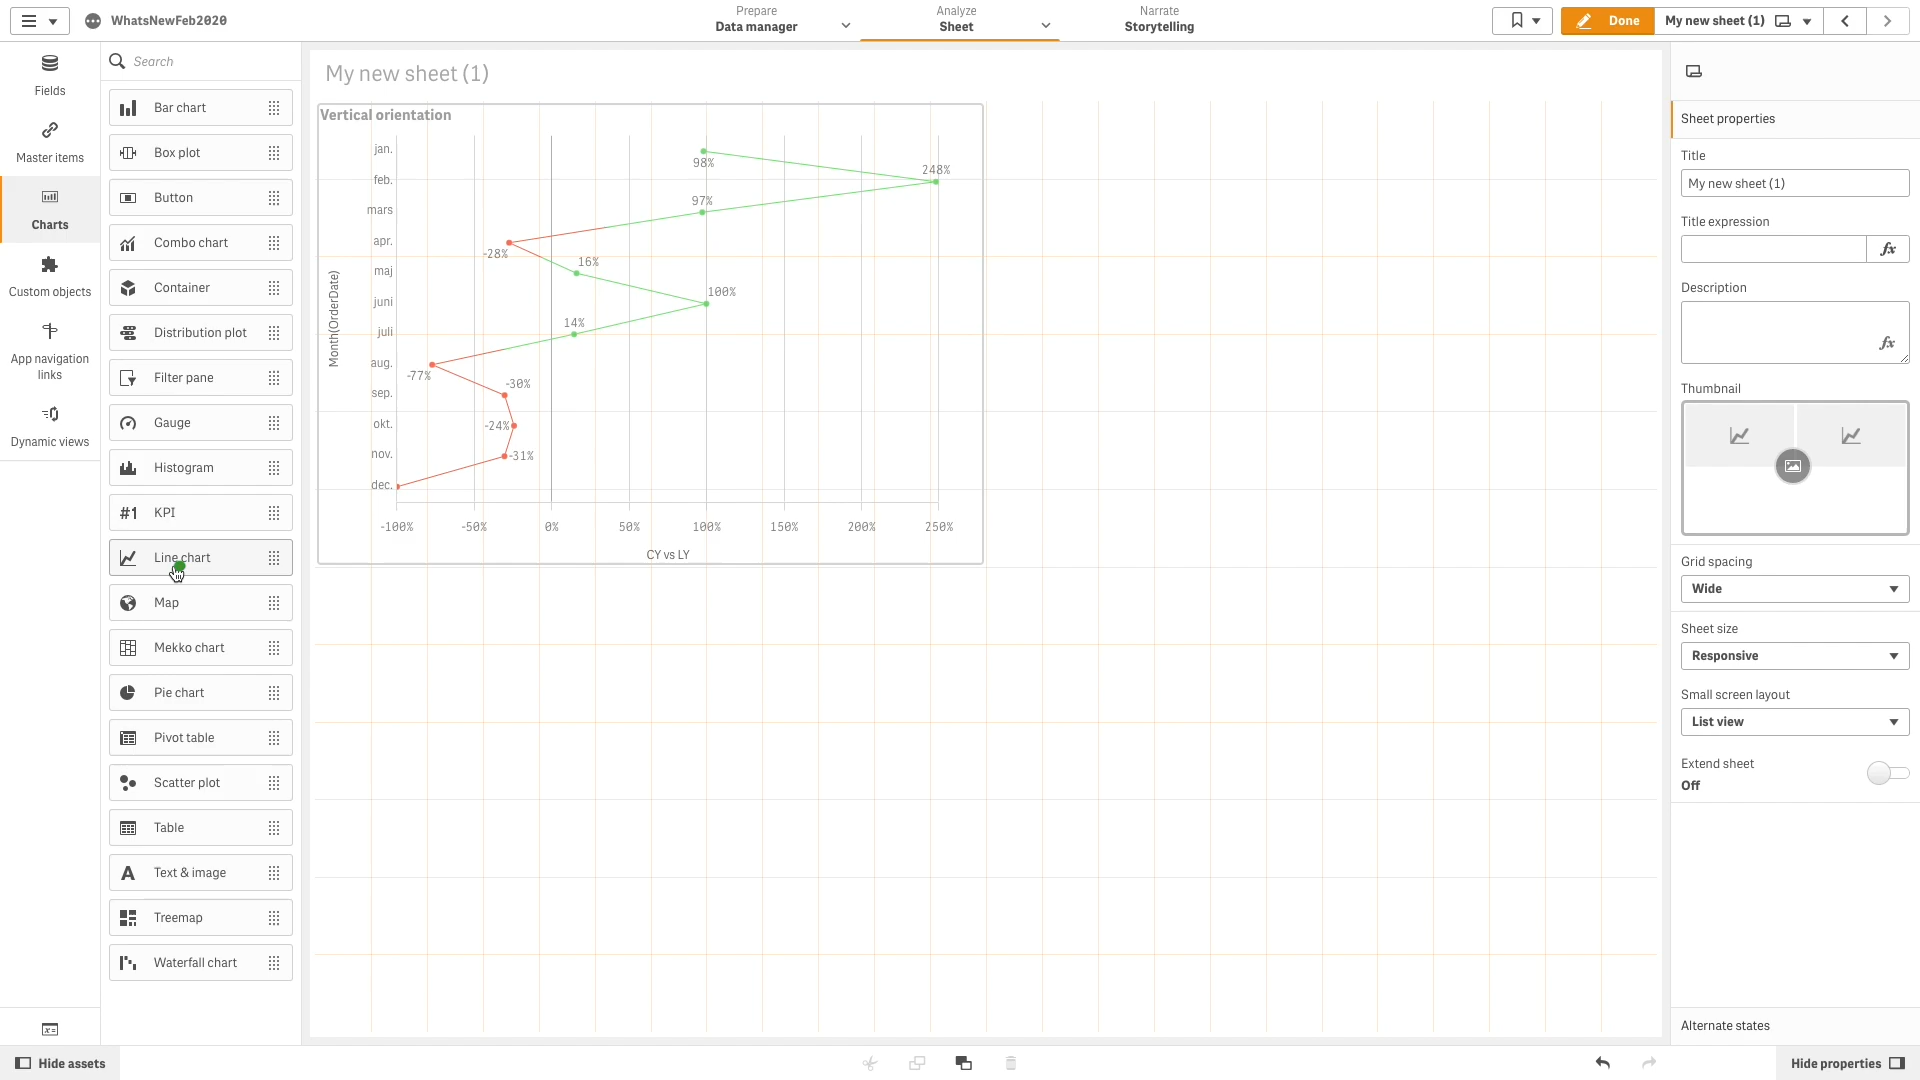 WhatsNewFeb2020
Prepare
Data manager
Analyze
Sheet
Narrate
Storytelling
Done
My new sheet (1)
Fields
Master items
Charts
Custom objects
App navigation
links
Dynamic views
Search
Bar chart
Box plot
Button
Combo chart
Container
Distribution plot
Filter pane
Gauge
Histogram
#1 KPI
Line chart
Map
Mekko chart
Pie chart
Pivot table
Scatter plot
Table
A Text & image
Treemap
Waterfall chart
My new sheet (1)
Vertical orientation
Month(OrderDate)
jan.
98%
feb.
248%
mars
97%
apr.
-28%
maj
16%
juni
100%
juli
14%
aug.
-77%
sep.
-30%
okt.
-24%
nov.
-31%
dec.
-100% -50% 0% 50% 100% 150% 200% 250%
CY vs LY
Sheet properties
Title
My new sheet (1)
Title expression
fx
Description
fx
Thumbnail
Grid spacing
Wide
Sheet size
Responsive
Small screen layout
List view
Extend sheet
Off
Alternate states
Hide assets
Hide properties